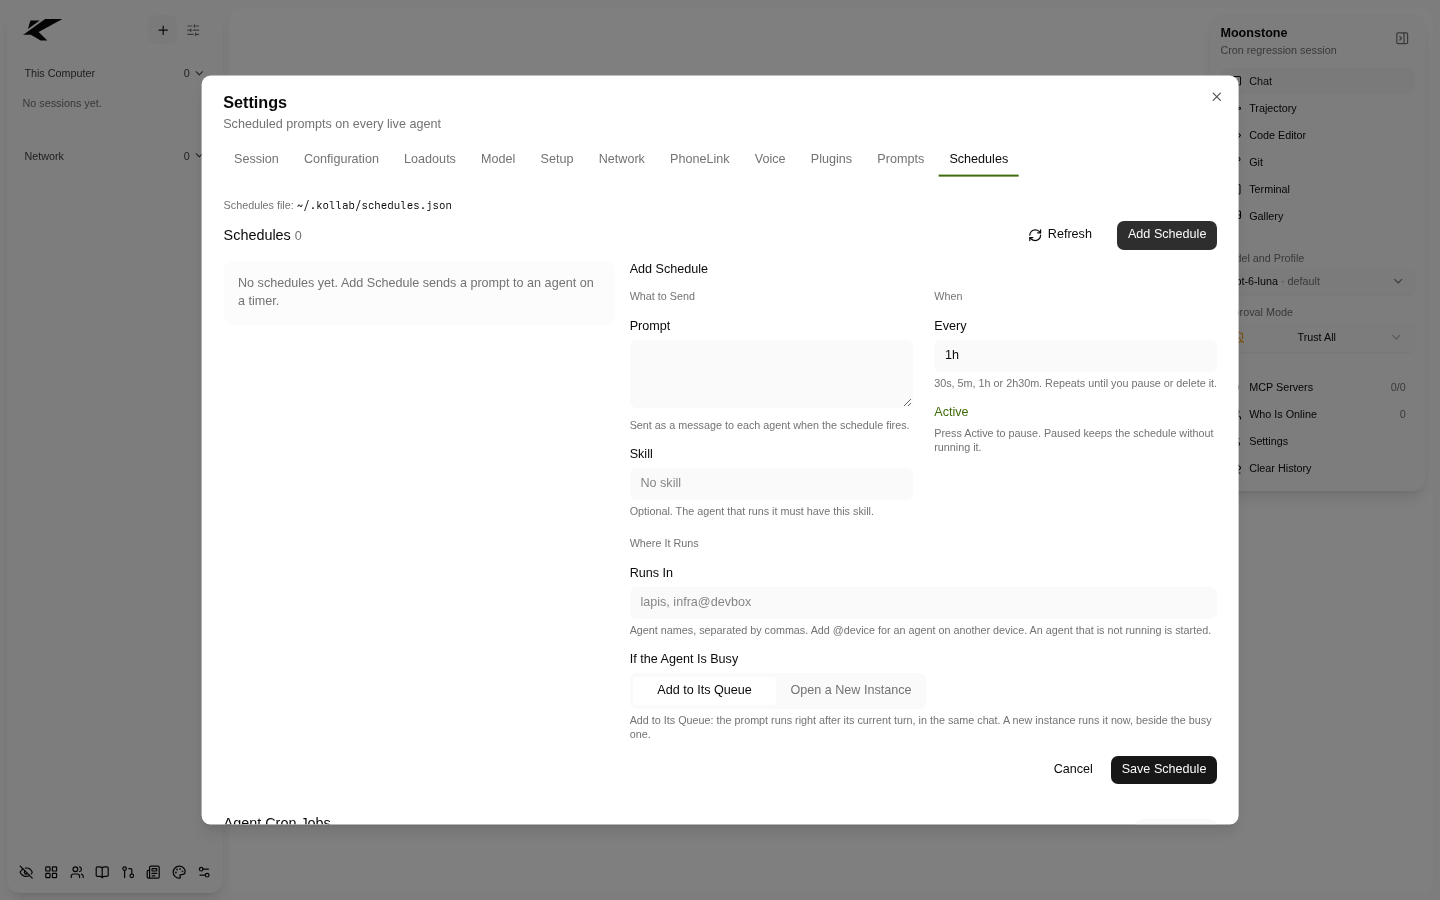 This Computer
0
No sessions yet.
Network
0
Moonstone
Cron regression session
Chat
Trajectory
Code Editor
Git
Terminal
Gallery
default
Trust All
MCP Servers
0/0
Who Is Online
0
Settings
Clear History
Settings
Scheduled prompts on every live agent
Session
Configuration
Loadouts
Model
Setup
Network
PhoneLink
Voice
Plugins
Prompts
Schedules
Schedules file: ~/.kollab/schedules.json
Schedules 0
Refresh
Add Schedule
No schedules yet. Add Schedule sends a prompt to an agent on
a timer.
Add Schedule
What to Send
Prompt
Sent as a message to each agent when the schedule fires.
Skill
No skill
Optional. The agent that runs it must have this skill.
When
Every
1h
30s, 5m, 1h or 2h30m. Repeats until you pause or delete it.
Active
Press Active to pause. Paused keeps the schedule without
running it.
Where It Runs
Runs In
lapis, infra@devbox
Agent names, separated by commas. Add @device for an agent on another device. An agent that is not running is started.
If the Agent Is Busy
Add to Its Queue
Open a New Instance
Add to Its Queue: the prompt runs right after its current turn, in the same chat. A new instance runs it now, beside the busy
one.
Cancel
Save Schedule
Agent Cron Jobs